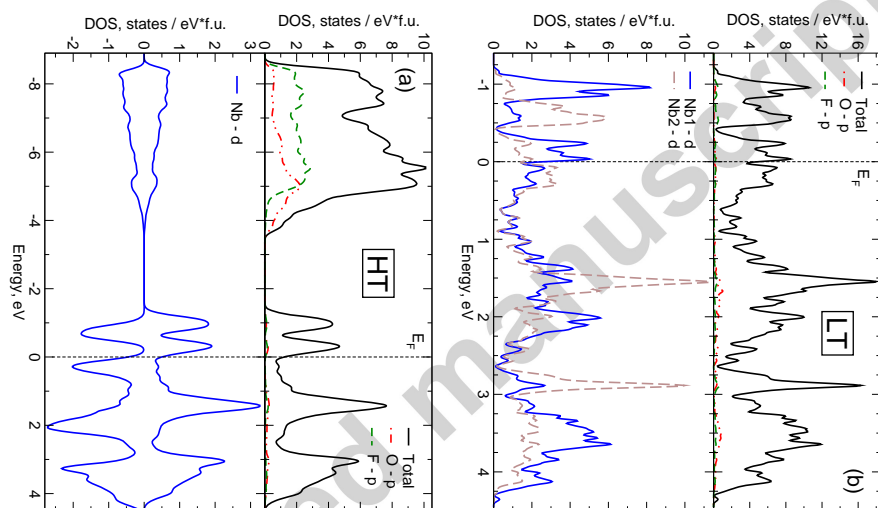 DOS, states / eV*f.u.
0 4 8 12 16
Total
O - p
F - p
E_F
LT
(b)
DOS, states / eV*f.u.
0 2 4 6 8 10
Nb1 - d
Nb2 - d
-1 0 1 2 3 4
Energy, eV
DOS, states / eV*f.u.
0 2 4 6 8 10
(a)
HT
E_F
Total
O - p
F - p
DOS, states / eV*f.u.
-2 -1 0 1 2 3
Nb - d
-8 -6 -4 -2 0 2 4
Energy, eV
ed manuscrip